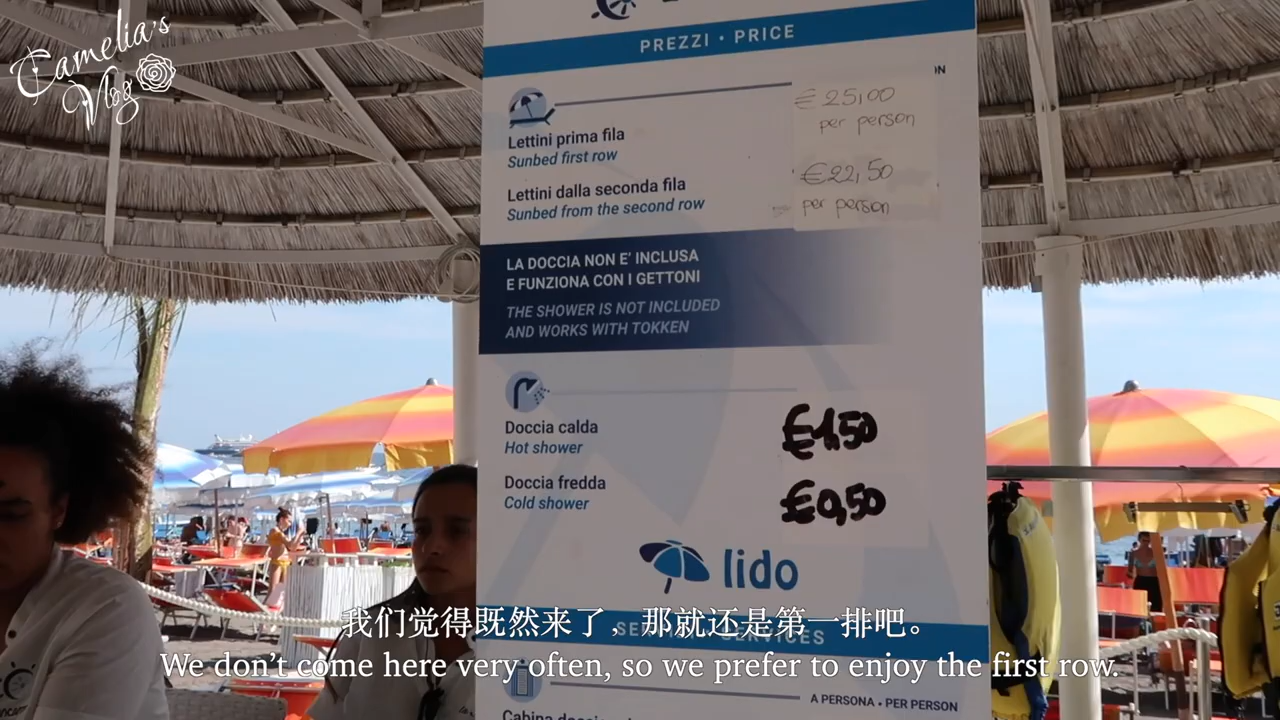 Camelia's
Vlog
PREZZI • PRICE
€25,00
per person
Lettini prima fila
Sunbed first row
€22,50
per person
Lettini dalla seconda fila
Sunbed from the second row
LA DOCCIA NON E' INCLUSA
E FUNZIONA CON I GETTONI
THE SHOWER IS NOT INCLUDED
AND WORKS WITH TOKKEN
Doccia calda
Hot shower
€1,50
Doccia fredda
Cold shower
€0,50
lido
我们觉得既然来了，那就还是第一排吧。
We don't come here very often, so we prefer to enjoy the first row.
A PERSONA • PER PERSON
Cabina